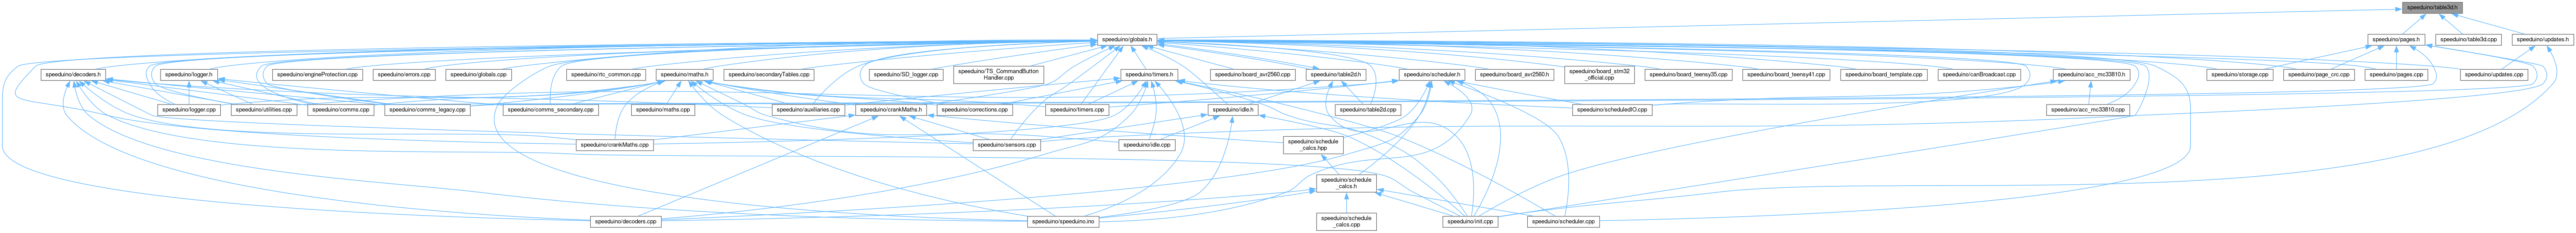 speeduino/table3d.h
speeduino/globals.h
speeduino/pages.h
speeduino/table3d.cpp
speeduino/updates.h
speeduino/decoders.h
speeduino/logger.h
speeduino/engineProtection.cpp
speeduino/errors.cpp
speeduino/globals.cpp
speeduino/rtc_common.cpp
speeduino/maths.h
speeduino/secondaryTables.cpp
speeduino/SD_logger.cpp
speeduino/TS_CommandButton
Handler.cpp
speeduino/timers.h
speeduino/board_avr2560.cpp
speeduino/table2d.h
speeduino/scheduler.h
speeduino/board_avr2560.h
speeduino/board_stm32
_official.cpp
speeduino/board_teensy35.cpp
speeduino/board_teensy41.cpp
speeduino/board_template.cpp
speeduino/canBroadcast.cpp
speeduino/acc_mc33810.h
speeduino/storage.cpp
speeduino/page_crc.cpp
speeduino/pages.cpp
speeduino/updates.cpp
speeduino/logger.cpp
speeduino/utilities.cpp
speeduino/comms.cpp
speeduino/comms_legacy.cpp
speeduino/comms_secondary.cpp
speeduino/maths.cpp
speeduino/auxiliaries.cpp
speeduino/crankMaths.h
speeduino/corrections.cpp
speeduino/timers.cpp
speeduino/idle.h
speeduino/table2d.cpp
speeduino/scheduledIO.cpp
speeduino/acc_mc33810.cpp
speeduino/crankMaths.cpp
speeduino/sensors.cpp
speeduino/idle.cpp
speeduino/schedule
_calcs.hpp
speeduino/schedule
_calcs.h
speeduino/decoders.cpp
speeduino/speeduino.ino
speeduino/schedule
_calcs.cpp
speeduino/init.cpp
speeduino/scheduler.cpp